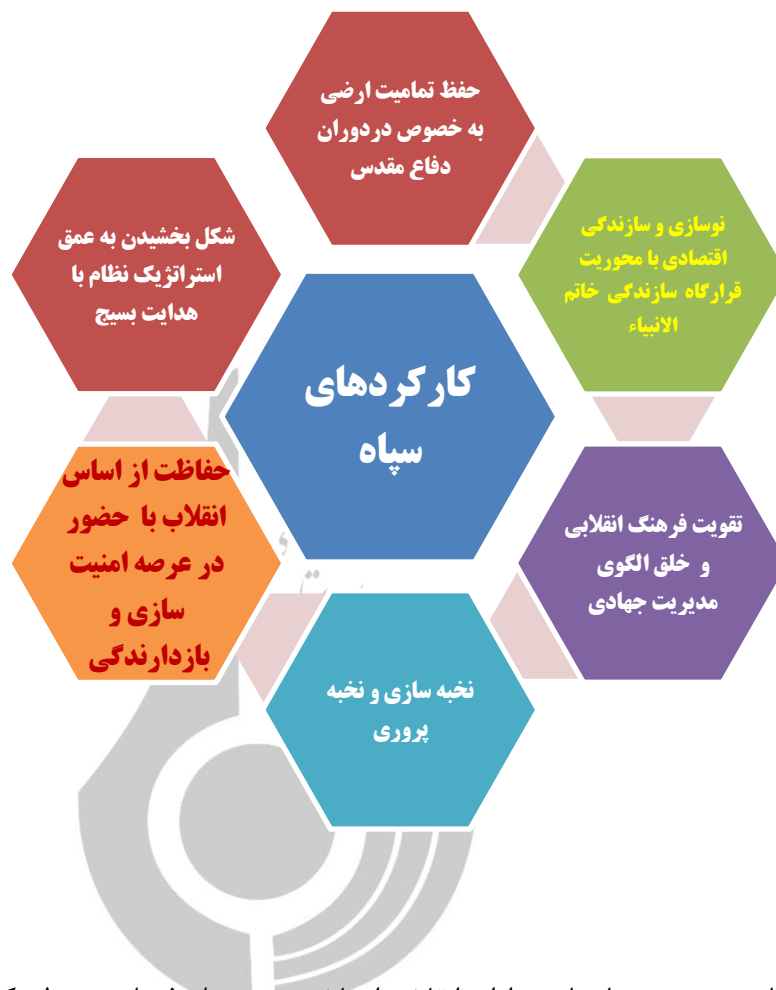 حفظ تمامیت ارضی
به خصوص در دوران
دفاع مقدس
نوسازی و سازندگی
اقتصادی با محوریت
قرارگاه سازندگی خاتم
الانبیاء
شکل بخشیدن به عمق
استراتژیک نظام با
هدایت بسیج
کارکردهای
سپاه
حفاظت از اساس
انقلاب با حضور
در عرصه امنیت
سازی و
بازدارندگی
تقویت فرهنگ انقلابی
و خلق الگوی
مدیریت جهادی
نخبه سازی و نخبه
پروری